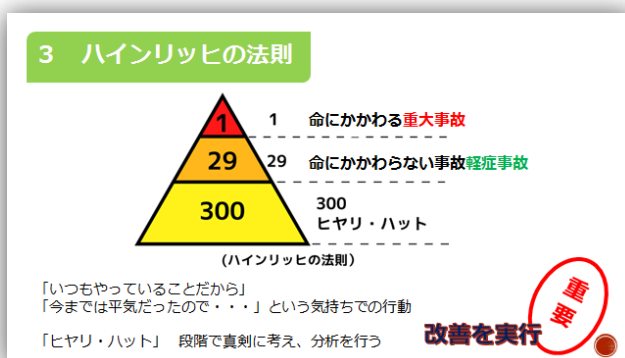 3 ハインリッヒの法則
1 1 命にかかわる重大事故
29 29 命にかかわらない事故軽症事故
300 300
ヒヤリ・ハット
(ハインリッヒの法則)
「いつもやっていることだから」
「今までは平気だったので・・・」という気持ちでの行動
「ヒヤリ・ハット」 段階で真剣に考え、分析を行う
改善を実行
重要